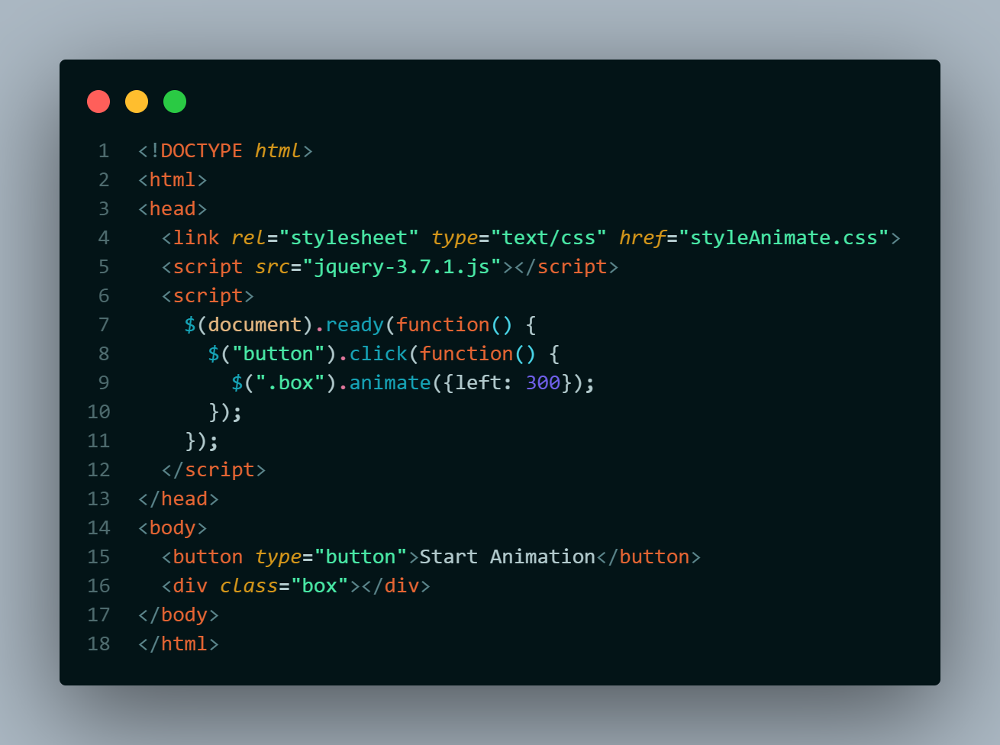 1 <!DOCTYPE html>
2 <html>
3 <head>
4   <link rel="stylesheet" type="text/css" href="styleAnimate.css">
5   <script src="jquery-3.7.1.js"></script>
6   <script>
7     $(document).ready(function() {
8       $("button").click(function() {
9         $(".box").animate({left: 300});
10       });
11     });
12   </script>
13 </head>
14 <body>
15   <button type="button">Start Animation</button>
16   <div class="box"></div>
17 </body>
18 </html>